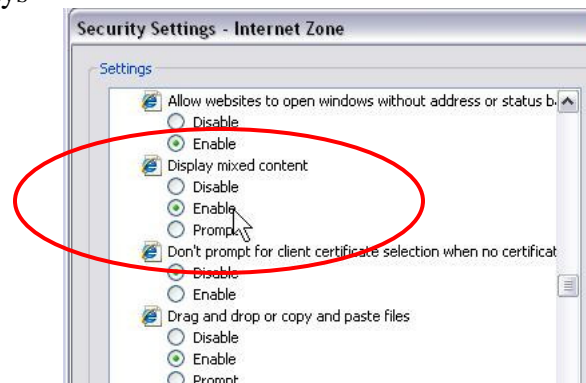 ys
Security Settings - Internet Zone
Settings
Allow websites to open windows without address or status b
Disable
Enable
Display mixed content
Disable
Enable
Prompt
Don't prompt for client certificate selection when no certificat
Disable
Enable
Drag and drop or copy and paste files
Disable
Enable
Prompt